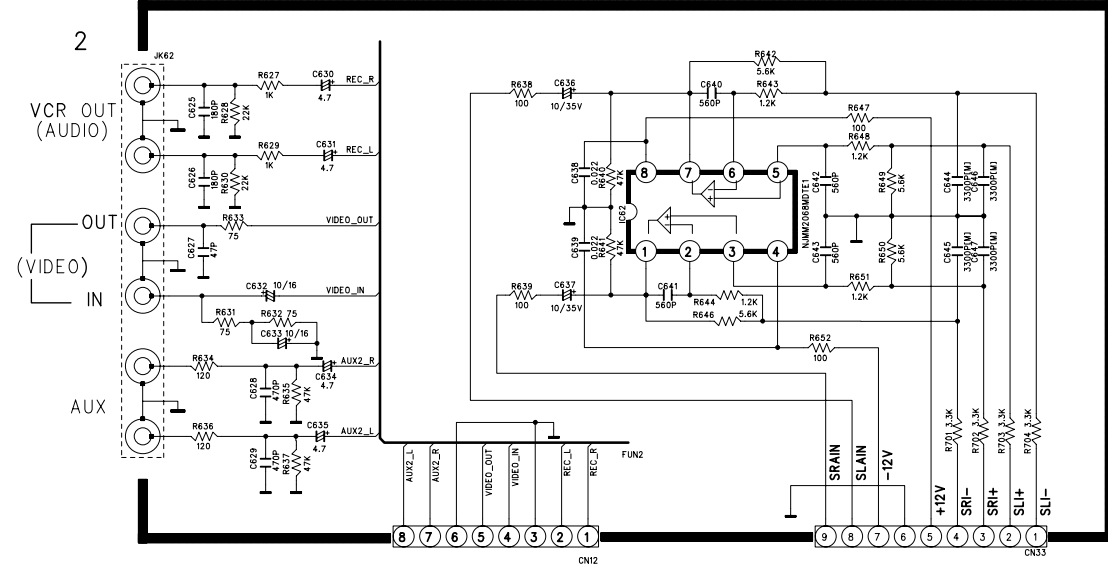 2
JK62
VCR OUT
(AUDIO)
OUT
(VIDEO)
IN
AUX
C625
180P
R628
22K
R627
1K
C630
4.7
REC_R
C626
180P
R630
22K
R629
1K
C631
4.7
REC_L
R633
75
C627
47P
VIDEO_OUT
C632 10/16
VIDEO_IN
R631
75
R632 75
C633 10/16
R634
120
C628
470P
R635
47K
C634
4.7
AUX2_R
R636
120
C629
470P
R637
47K
C635
4.7
AUX2_L
FUN2
AUX2_L
AUX2_R
VIDEO_OUT
VIDEO_IN
REC_L
REC_R
8 7 6 5 4 3 2 1
CN12
R638
100
C636
10/35V
C640
560P
R642
5.6K
R643
1.2K
R647
100
R648
1.2K
C638
0.022
R640
47K
8 7 6 5
IC62
NJMM2068MDTE1
1 2 3 4
C639
0.022
R641
47K
C642
560P
R649
5.6K
C644
3300P[M]
C646
3300P[M]
C643
560P
R650
5.6K
C645
3300P[M]
C647
3300P[M]
R651
1.2K
R639
100
C637
10/35V
C641
560P
R644 1.2K
R646 5.6K
R652
100
R701 3.3K
R702 3.3K
R703 3.3K
R704 3.3K
SRAIN
SLAIN
-12V
+12V
SRI-
SRI+
SLI+
SLI-
9 8 7 6 5 4 3 2 1
CN33